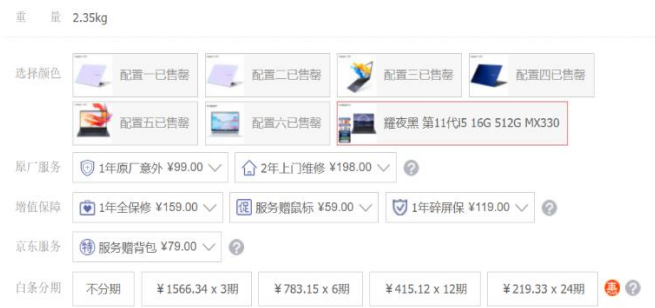 重 量 2.35kg
选择颜色 配置一已售罄 配置二已售罄 配置三已售罄 配置四已售罄
配置五已售罄 配置六已售罄 耀夜黑 第11代i5 16G 512G MX330
原厂服务 1年原厂意外 ¥99.00 2年上门维修 ¥198.00 ?
增值保障 1年全保修 ¥159.00 促 服务赠鼠标 ¥59.00 1年碎屏保 ¥119.00 ?
京东服务 特 服务赠背包 ¥79.00 ?
白条分期 不分期 ¥1566.34 x 3期 ¥783.15 x 6期 ¥415.12 x 12期 ¥219.33 x 24期 惠 ?